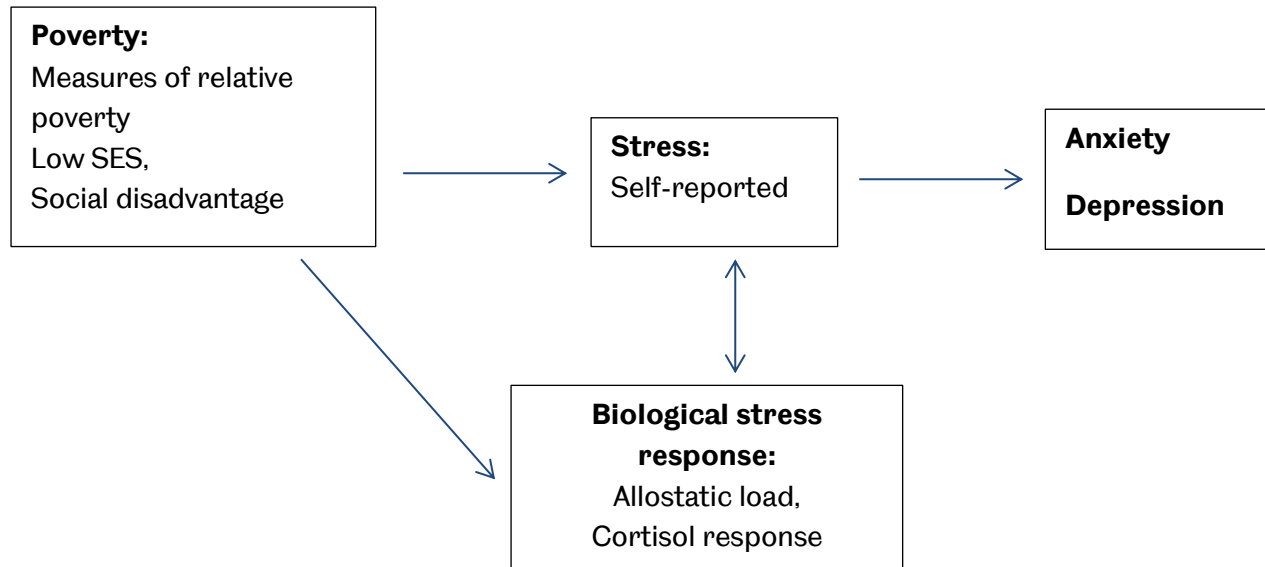 Poverty:
Measures of relative
poverty
Low SES,
Social disadvantage
Stress:
Self-reported
Anxiety
Depression
Biological stress
response:
Allostatic load,
Cortisol response